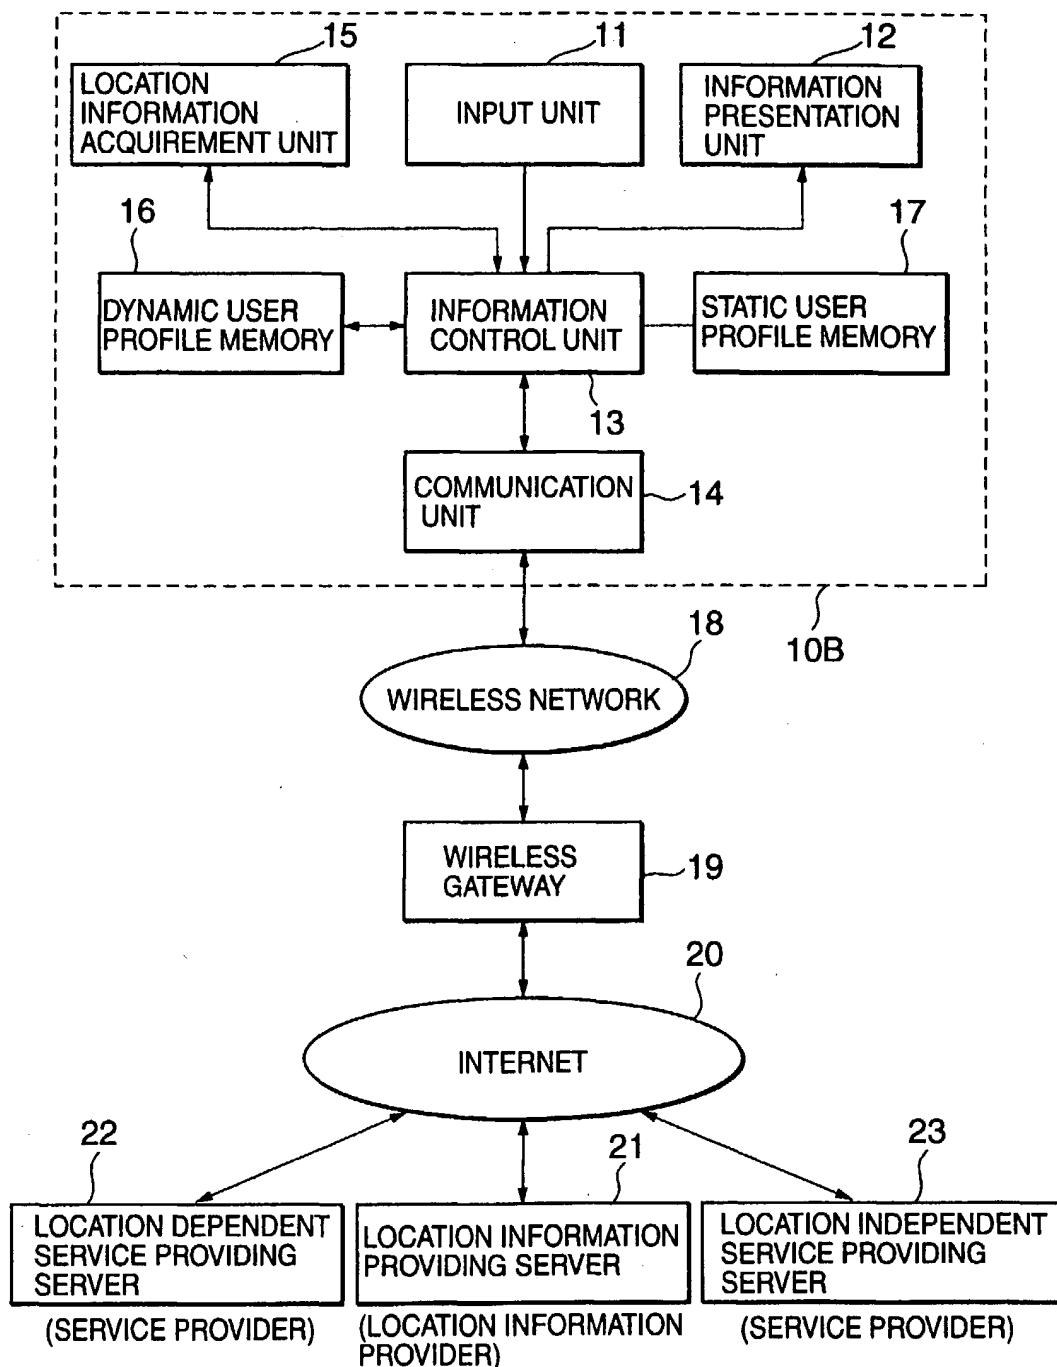 15
11
12
LOCATION
INFORMATION
ACQUIREMENT UNIT
INPUT UNIT
INFORMATION
PRESENTATION
UNIT
16
17
DYNAMIC USER
PROFILE MEMORY
INFORMATION
CONTROL UNIT
STATIC USER
PROFILE MEMORY
13
COMMUNICATION
UNIT
14
10B
18
WIRELESS NETWORK
WIRELESS
GATEWAY
19
20
INTERNET
22
21
23
LOCATION DEPENDENT
SERVICE PROVIDING
SERVER
(SERVICE PROVIDER)
LOCATION INFORMATION
PROVIDING SERVER
(LOCATION INFORMATION
PROVIDER)
LOCATION INDEPENDENT
SERVICE PROVIDING
SERVER
(SERVICE PROVIDER)